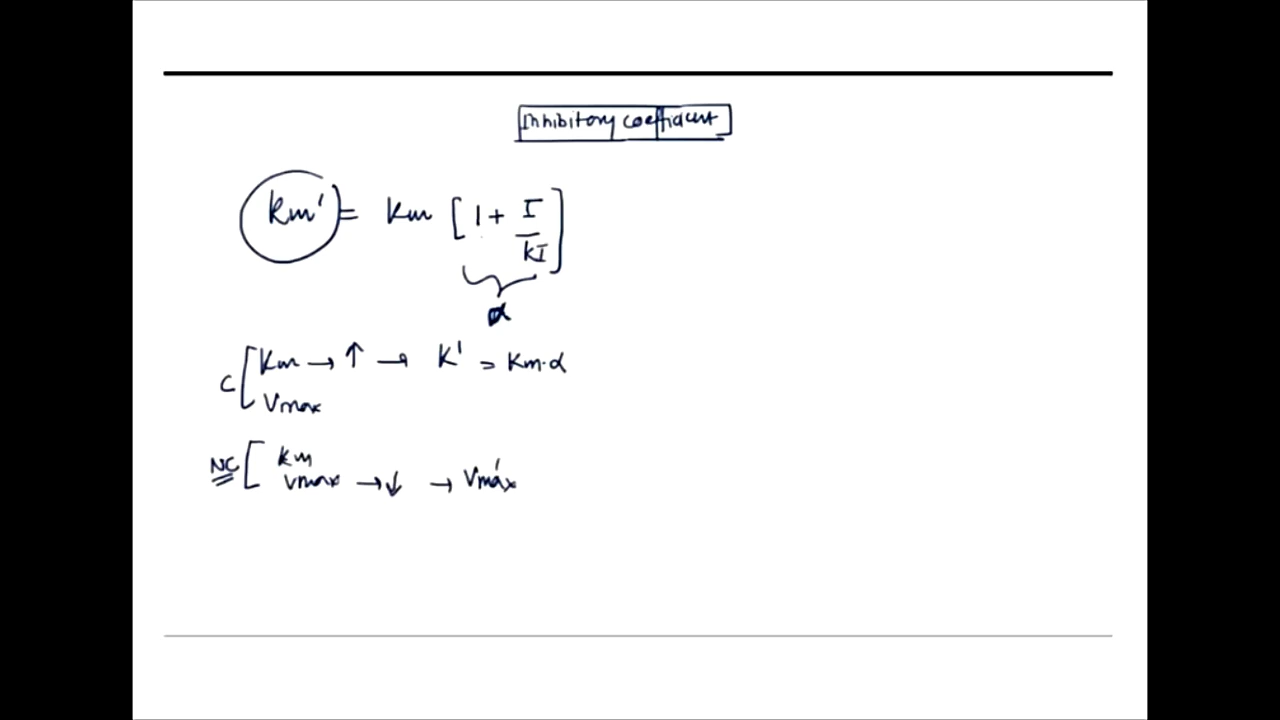 Inhibitory coefficient
Km' = Km [1 + I/KI]
α
C [Km → ↑ → K' = Km·α
Vmax
NC [Km
Vmax → ↓ → Vmax'